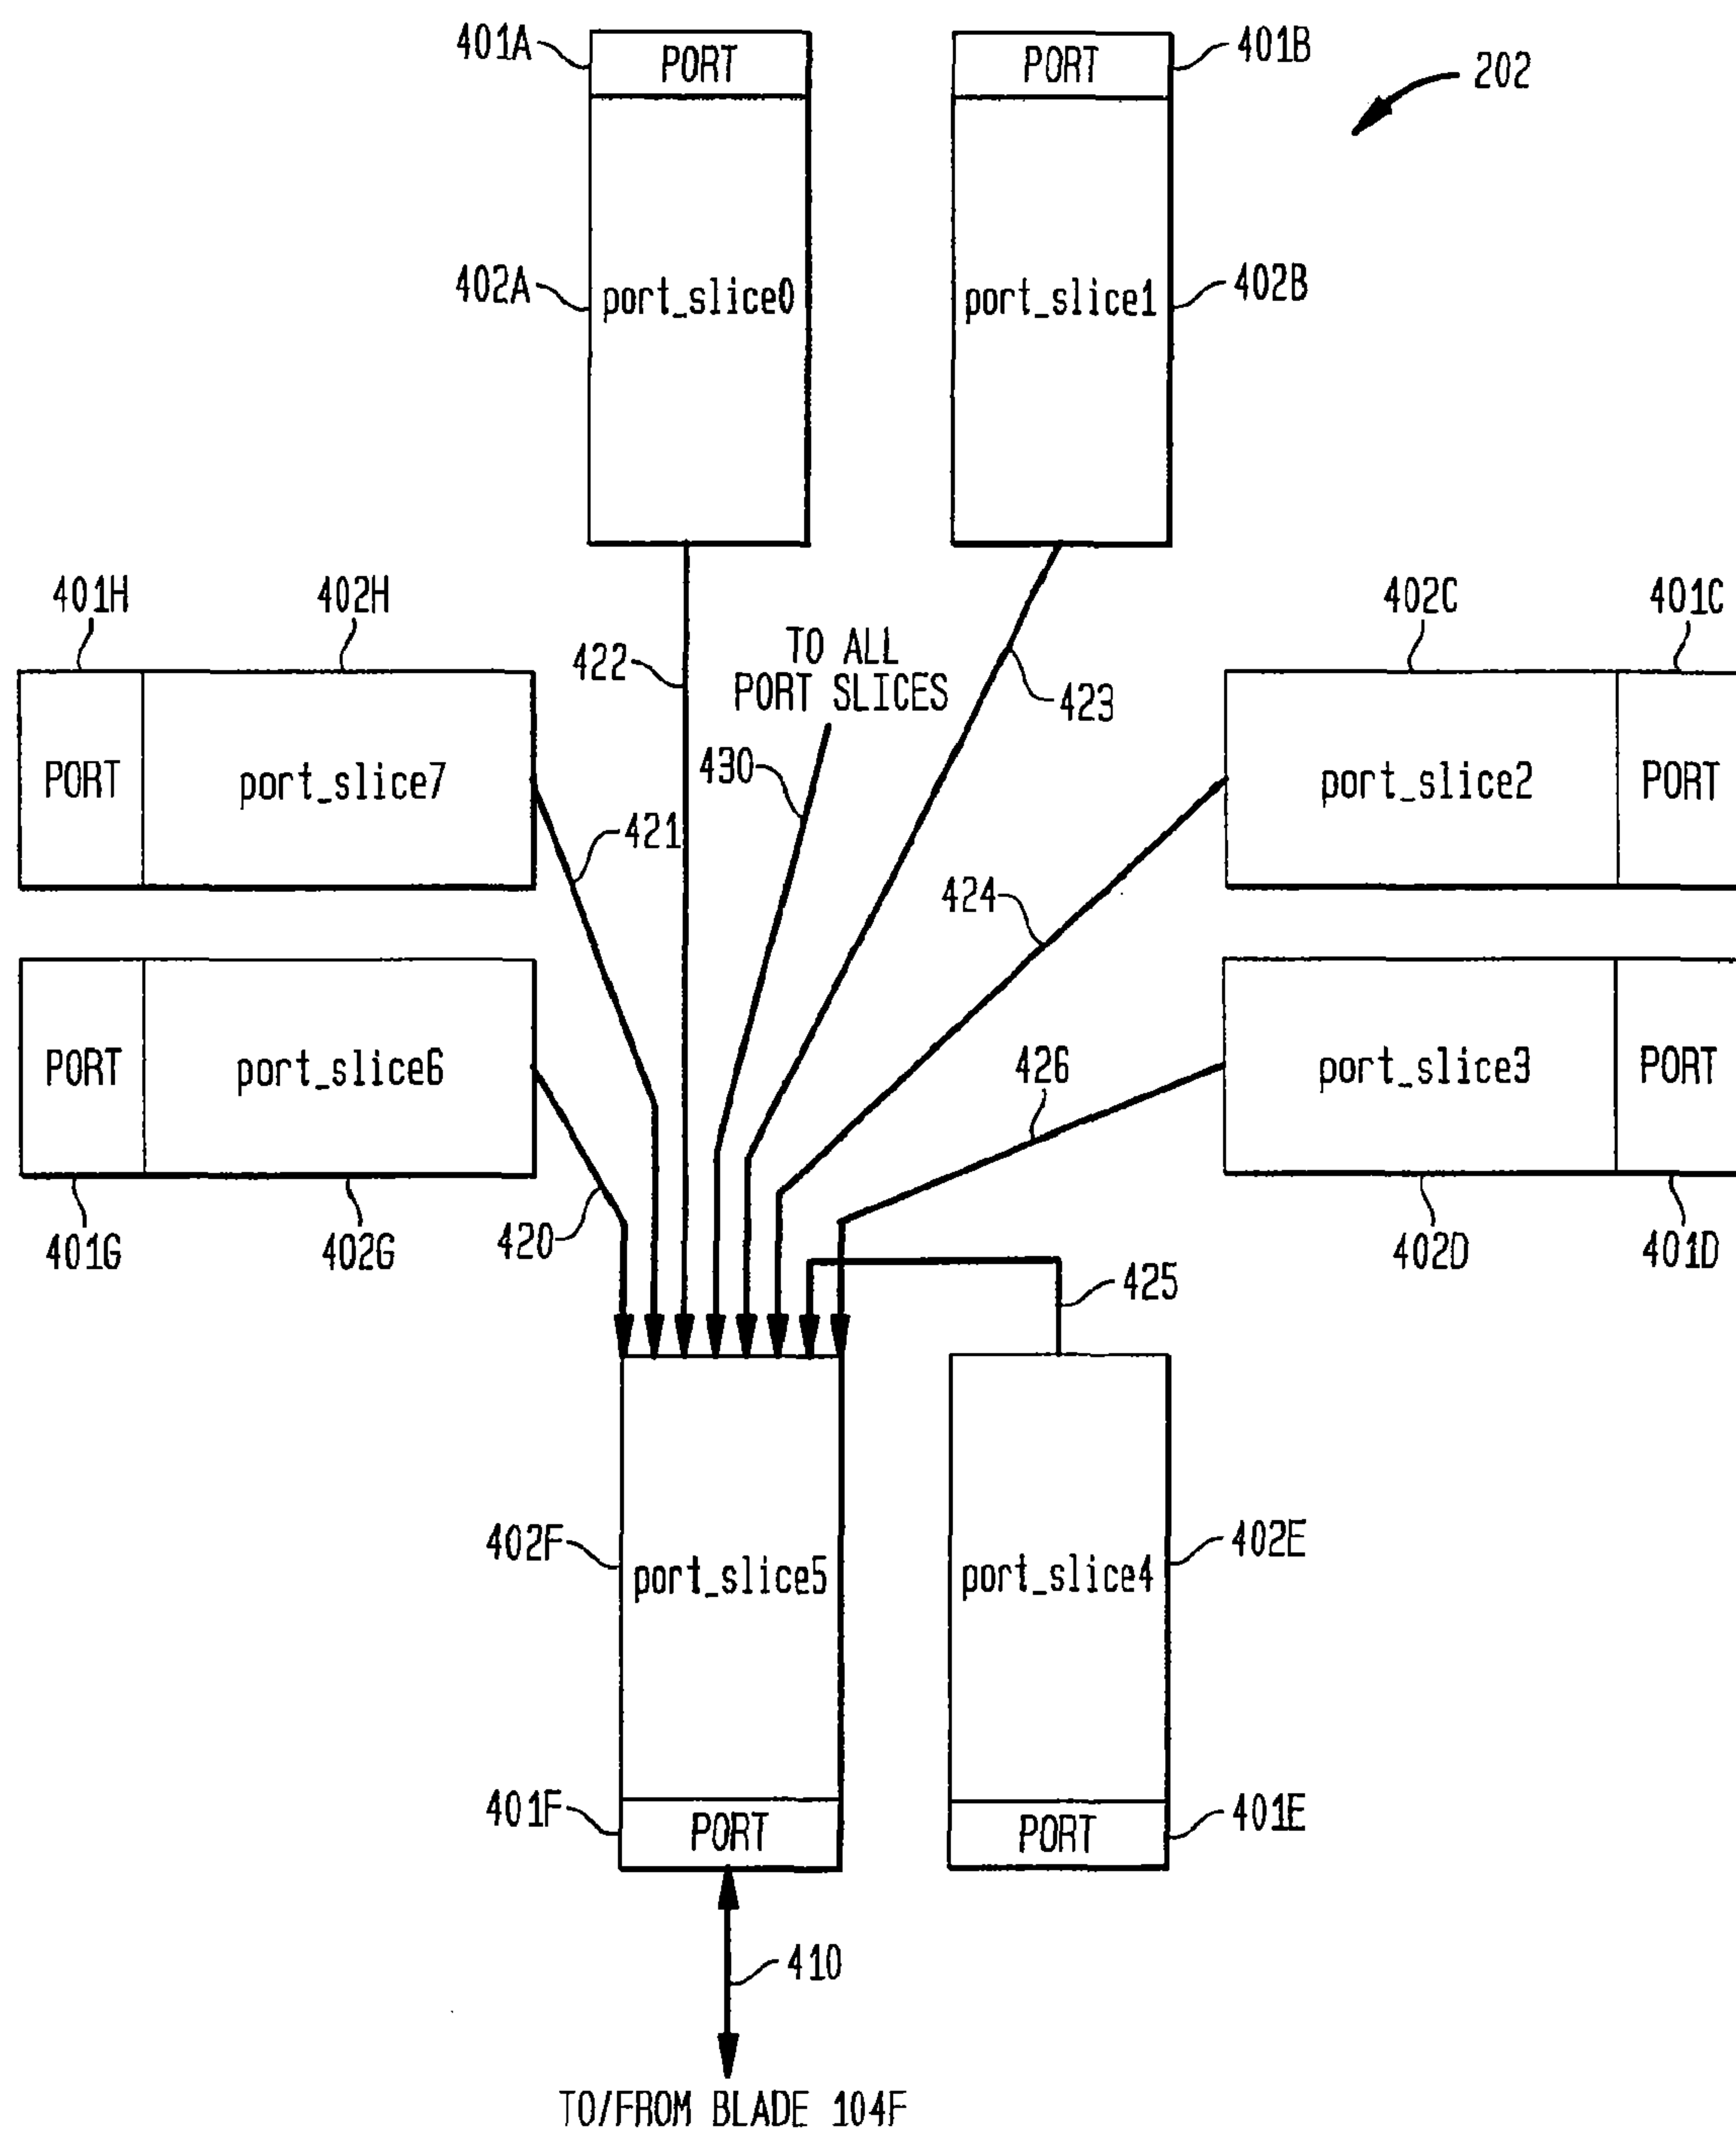 401A
PORT
PORT
401B
202
402A
port_slice0
port_slice1
402B
401H
402H
402C
401C
422
TO ALL
PORT SLICES
423
430
PORT
port_slice7
port_slice2
PORT
421
424
PORT
port_slice6
426
port_slice3
PORT
401G
402G
420
402D
401D
425
402F
port_slice5
port_slice4
402E
401F
PORT
PORT
401E
410
TO/FROM BLADE 104F